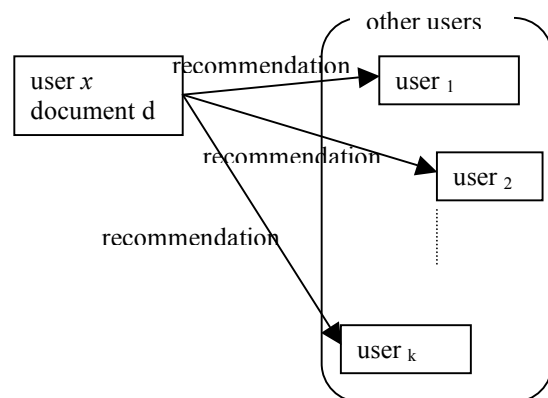 other users
recommendation
user x
document d
user 1
recommendation
user 2
recommendation
user k